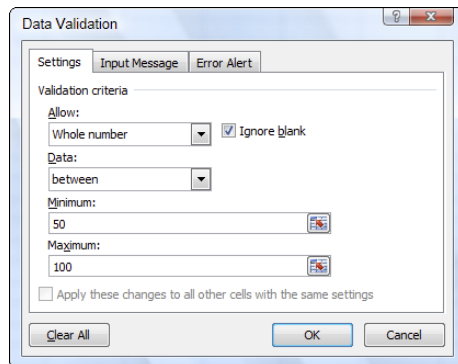 Data Validation
Settings Input Message Error Alert
Validation criteria
Allow:
Whole number Ignore blank
Data:
between
Minimum:
50
Maximum:
100
Apply these changes to all other cells with the same settings
Clear All OK Cancel